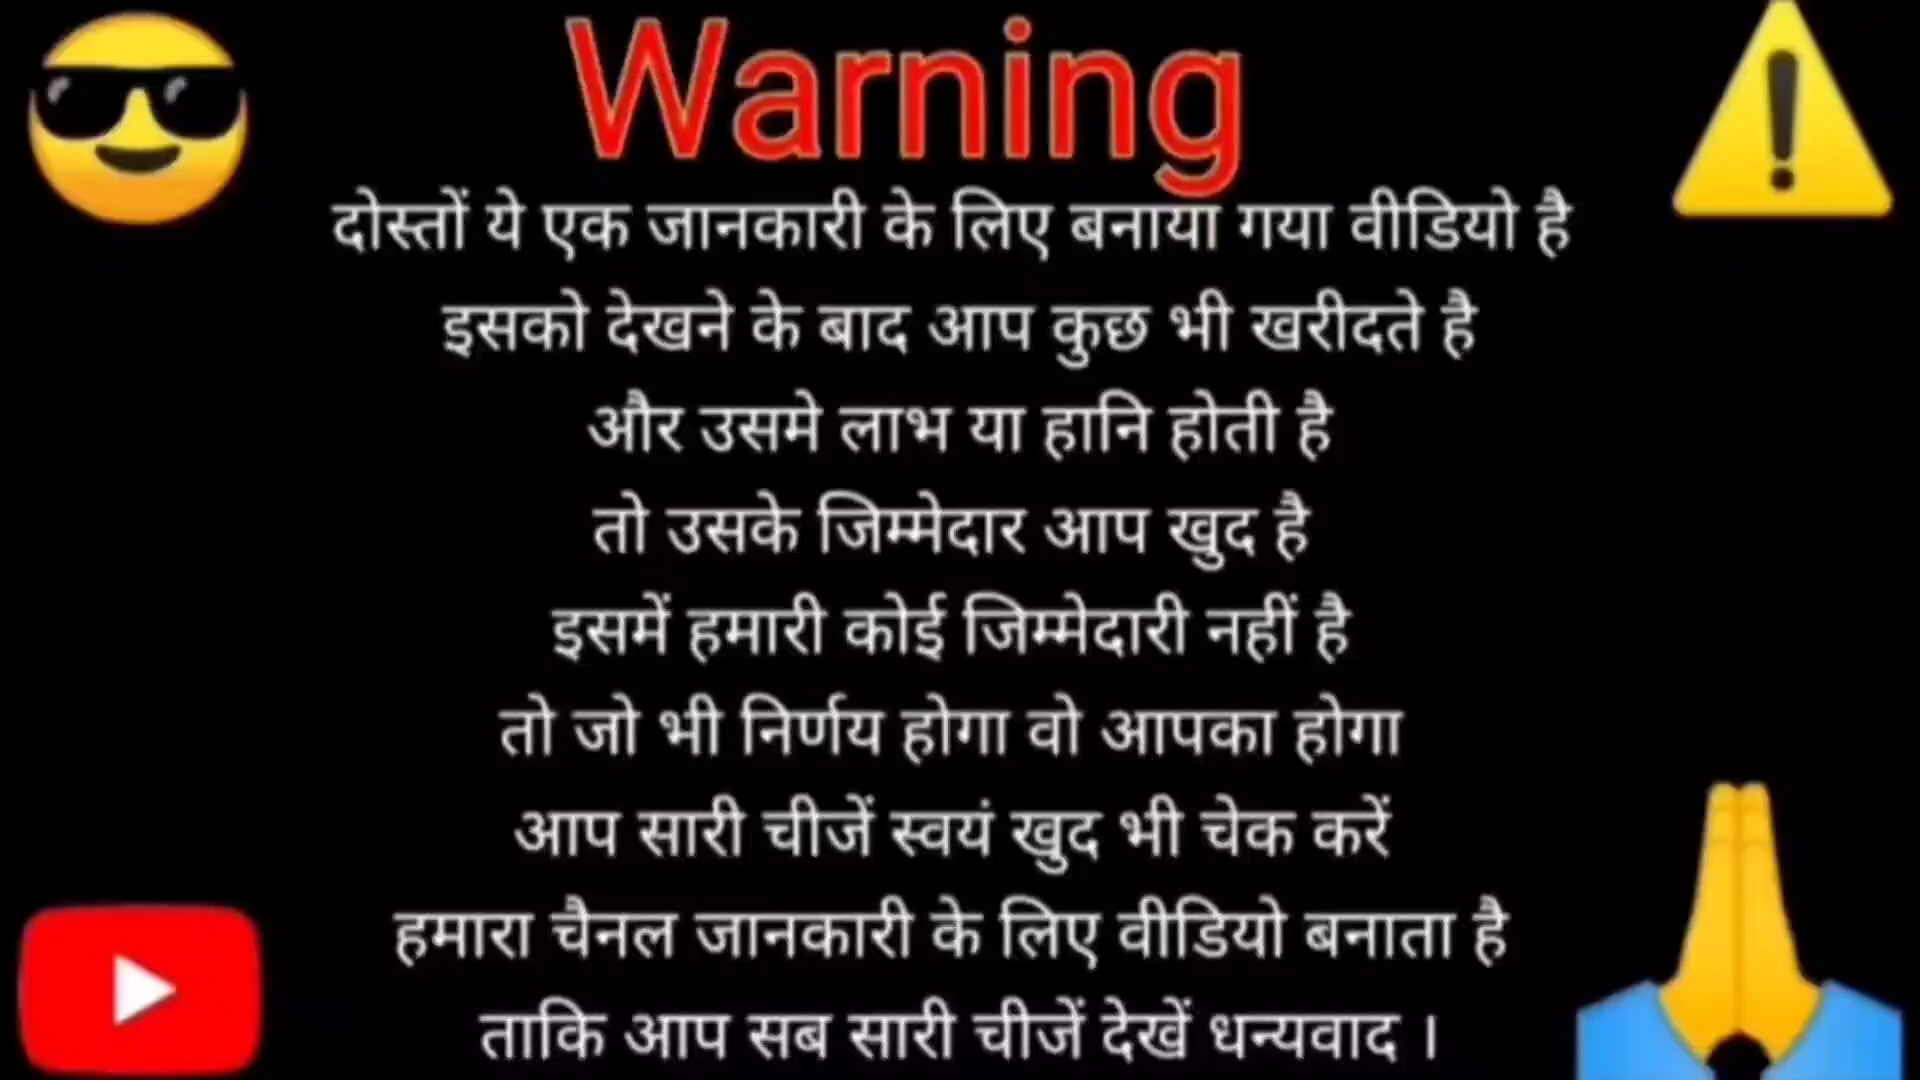 Warning
दोस्तों ये एक जानकारी के लिए बनाया गया वीडियो है
इसको देखने के बाद आप कुछ भी खरीदते है
और उसमे लाभ या हानि होती है
तो उसके जिम्मेदार आप खुद है
इसमें हमारी कोई जिम्मेदारी नहीं है
तो जो भी निर्णय होगा वो आपका होगा
आप सारी चीजें स्वयं खुद भी चेक करें
हमारा चैनल जानकारी के लिए वीडियो बनाता है
ताकि आप सब सारी चीजें देखें धन्यवाद ।